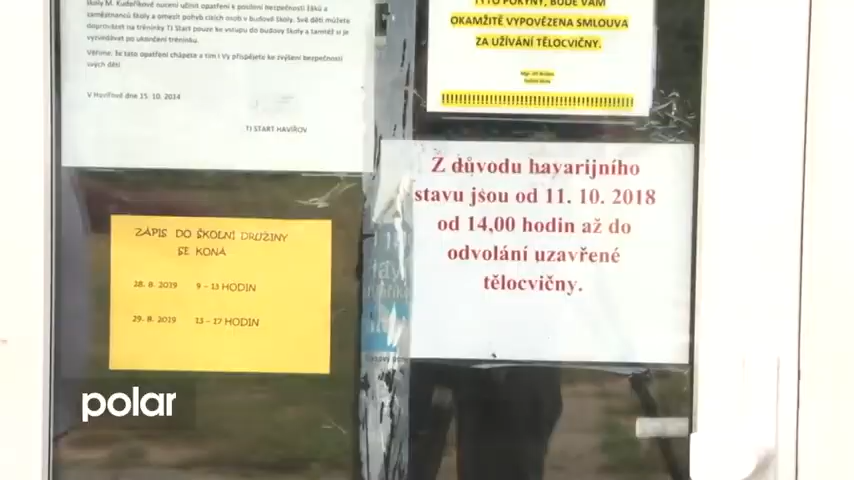 školy M. Kudeříkové nuceni učinit opatření k posílení bezpečnosti žáků a
zaměstnanců školy a omezit pohyb cizích osob v budově školy. Své děti můžete
doprovázet na tréninky TJ Start pouze ke vstupu do budovy školy a tamtéž si je
vyzvedávat po ukončení tréninku.
Věříme, že tato opatření chápete a tím i Vy přispějete ke zvýšení bezpečnosti
svých dětí
V Havířově dne 15. 10. 2014
TJ START HAVÍŘOV
TYTO POKYNY, BUDE VÁM
OKAMŽITĚ VYPOVĚZENA SMLOUVA
ZA UŽÍVÁNÍ TĚLOCVIČNY.
Z důvodu havarijního
stavu jsou od 11. 10. 2018
od 14,00 hodin až do
odvolání uzavřené
tělocvičny.
ZÁPIS DO ŠKOLNÍ DRUŽINY
SE KONÁ
28. 8. 2019 9 – 13 HODIN
29. 8. 2019 13 – 17 HODIN
polar